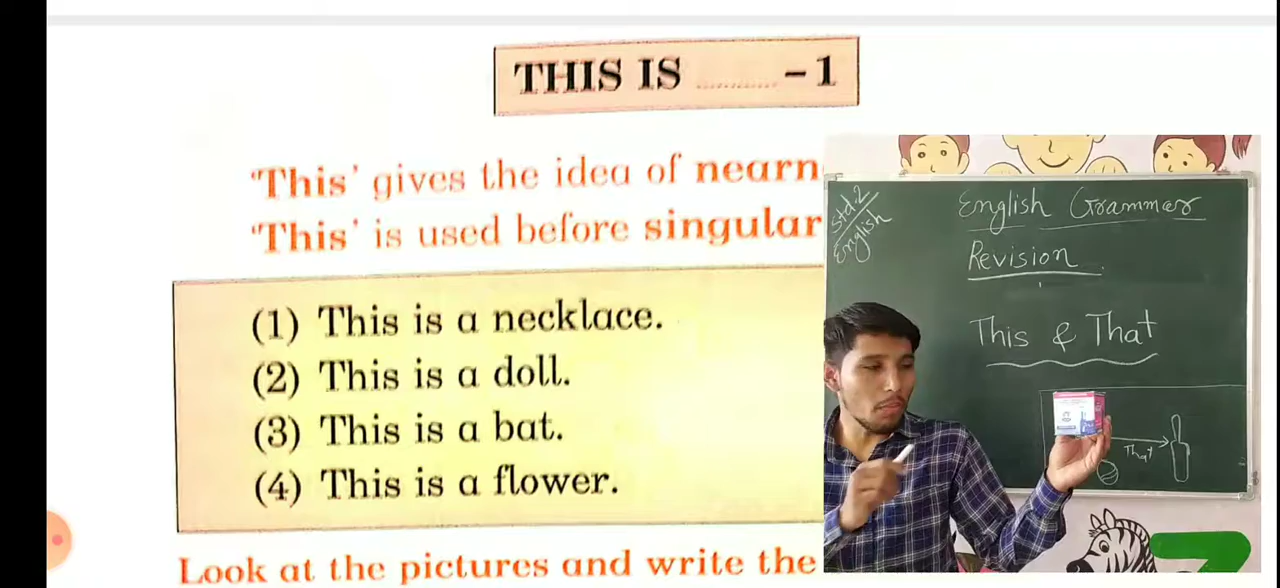 THIS IS ........... – 1
'This' gives the idea of nearn
'This' is used before singular
(1) This is a necklace.
(2) This is a doll.
(3) This is a bat.
(4) This is a flower.
Look at the pictures and write the
Std.2
English
English Grammar
Revision
This & That
That